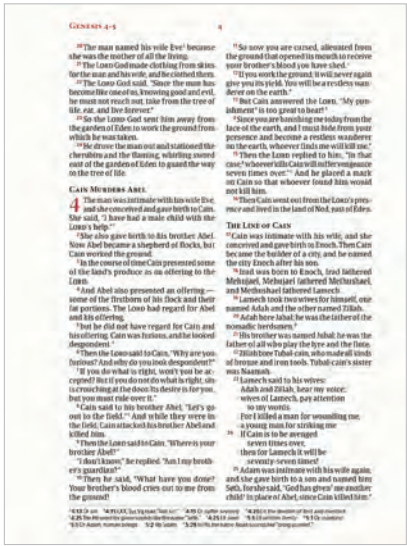 GENESIS 4–5
4
20 The man named his wife Eve because
she was the mother of all the living.
21 The LORD God made clothing from skins
for the man and his wife, and he clothed them.
22 The LORD God said, "Since the man has
become like one of us, knowing good and evil,
he must not reach out, take from the tree of
life, eat, and live forever."
23 So the LORD God sent him away from
the garden of Eden to work the ground from
which he was taken.
24 He drove the man out and stationed the
cherubim and the flaming, whirling sword
east of the garden of Eden to guard the way
to the tree of life.
CAIN MURDERS ABEL
4 The man was intimate with his wife Eve,
and she conceived and gave birth to Cain.
She said, "I have had a male child with the
LORD's help."
2 She also gave birth to his brother Abel.
Now Abel became a shepherd of flocks, but
Cain worked the ground.
3 In the course of time Cain presented some
of the land's produce as an offering to the
LORD.
4 And Abel also presented an offering —
some of the firstborn of his flock and their
fat portions. The LORD had regard for Abel
and his offering,
5 but he did not have regard for Cain and
his offering. Cain was furious, and he looked
despondent.
6 Then the LORD said to Cain, "Why are you
furious? And why do you look despondent?
7 If you do what is right, won't you be ac-
cepted? But if you do not do what is right, sin
is crouching at the door. Its desire is for you,
but you must rule over it."
8 Cain said to his brother Abel, "Let's go
out to the field." And while they were in
the field, Cain attacked his brother Abel and
killed him.
9 Then the LORD said to Cain, "Where is your
brother Abel?"
"I don't know," he replied. "Am I my broth-
er's guardian?"
10 Then he said, "What have you done?
Your brother's blood cries out to me from
the ground!
11 So now you are cursed, alienated from
the ground that opened its mouth to receive
your brother's blood you have shed.
12 If you work the ground, it will never again
give you its yield. You will be a restless wan-
derer on the earth."
13 But Cain answered the LORD, "My pun-
ishment is too great to bear!
14 Since you are banishing me today from the
face of the earth, and I must hide from your
presence and become a restless wanderer
on the earth, whoever finds me will kill me."
15 Then the LORD replied to him, "In that
case, whoever kills Cain will suffer vengeance
seven times over." And he placed a mark
on Cain so that whoever found him would
not kill him.
16 Then Cain went out from the LORD's pres-
ence and lived in the land of Nod, east of Eden.
THE LINE OF CAIN
17 Cain was intimate with his wife, and she
conceived and gave birth to Enoch. Then Cain
became the builder of a city, and he named
the city Enoch after his son.
18 Irad was born to Enoch, Irad fathered
Mehujael, Mehujael fathered Methushael,
and Methushael fathered Lamech.
19 Lamech took two wives for himself, one
named Adah and the other named Zillah.
20 Adah bore Jabal; he was the father of the
nomadic herdsmen.
21 His brother was named Jubal; he was the
father of all who play the lyre and the flute.
22 Zillah bore Tubal-cain, who made all kinds
of bronze and iron tools. Tubal-cain's sister
was Naamah.
23 Lamech said to his wives:
Adah and Zillah, hear my voice;
wives of Lamech, pay attention
to my words.
For I killed a man for wounding me,
a young man for striking me.
24 If Cain is to be avenged
seven times over,
then for Lamech it will be
seventy-seven times!
25 Adam was intimate with his wife again,
and she gave birth to a son and named him
Seth, for she said, "God has given me another
child in place of Abel, since Cain killed him."